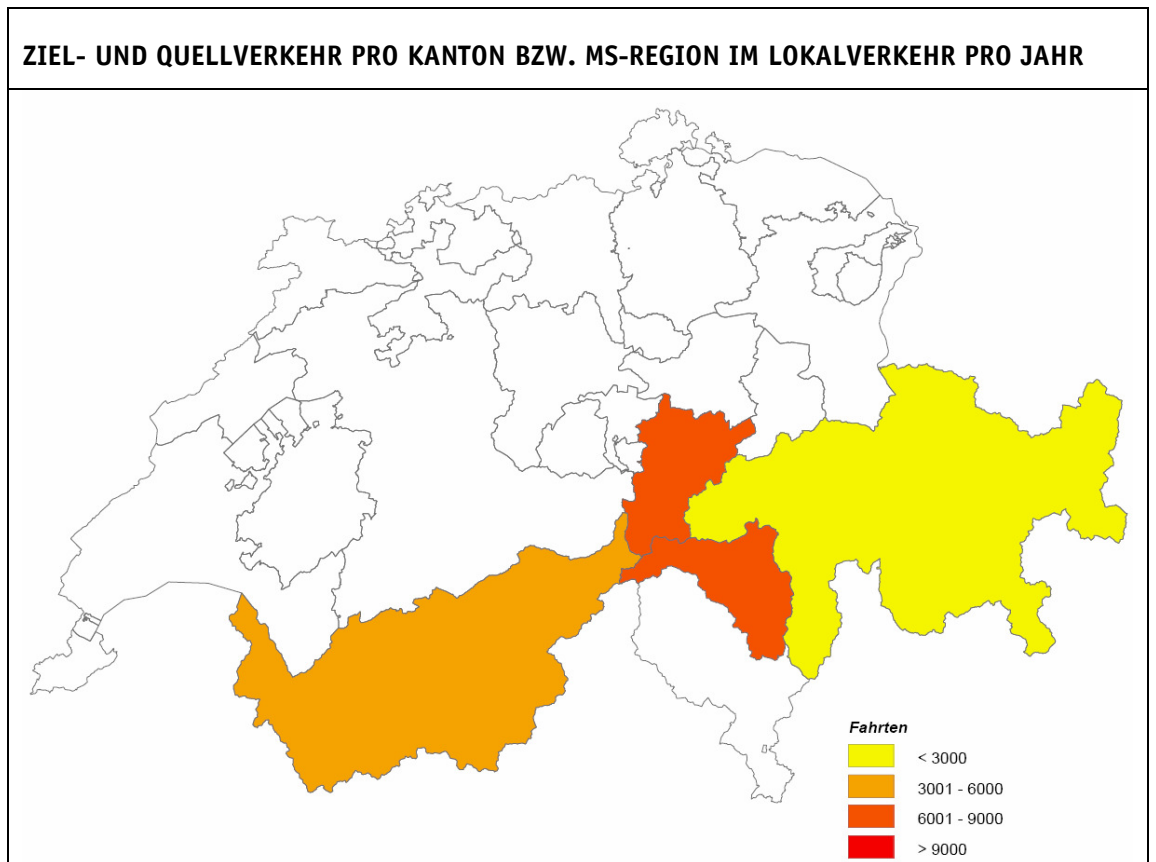 ZIEL- UND QUELLVERKEHR PRO KANTON BZW. MS-REGION IM LOKALVERKEHR PRO JAHR
Fahrten
< 3000
3001 - 6000
6001 - 9000
> 9000